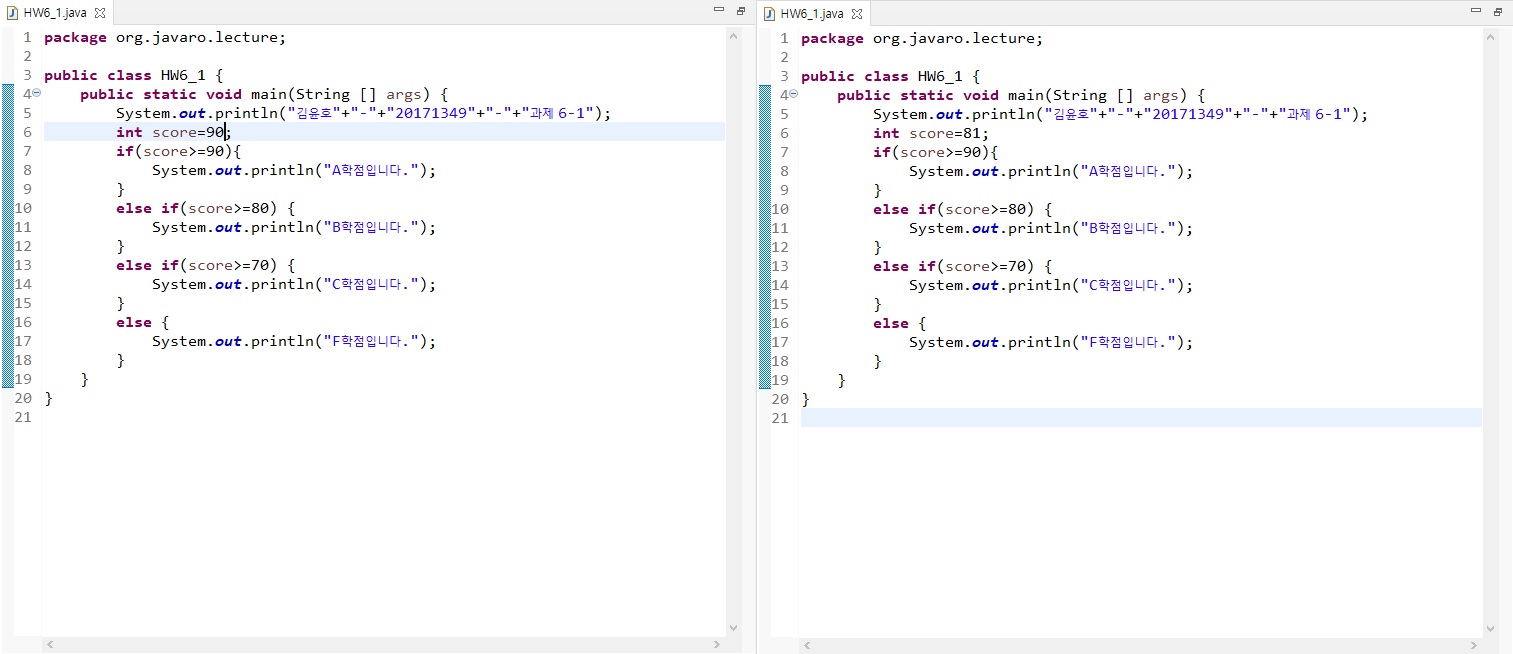 HW6_1.java
1 package org.javaro.lecture;
2
3 public class HW6_1 {
4 public static void main(String [] args) {
5 System.out.println("김윤호"+"-"+"20171349"+"-"+"과제 6-1");
6 int score=90;
7 if(score>=90){
8 System.out.println("A학점입니다.");
9 }
10 else if(score>=80) {
11 System.out.println("B학점입니다.");
12 }
13 else if(score>=70) {
14 System.out.println("C학점입니다.");
15 }
16 else {
17 System.out.println("F학점입니다.");
18 }
19 }
20 }
21
HW6_1.java
1 package org.javaro.lecture;
2
3 public class HW6_1 {
4 public static void main(String [] args) {
5 System.out.println("김윤호"+"-"+"20171349"+"-"+"과제 6-1");
6 int score=81;
7 if(score>=90){
8 System.out.println("A학점입니다.");
9 }
10 else if(score>=80) {
11 System.out.println("B학점입니다.");
12 }
13 else if(score>=70) {
14 System.out.println("C학점입니다.");
15 }
16 else {
17 System.out.println("F학점입니다.");
18 }
19 }
20 }
21